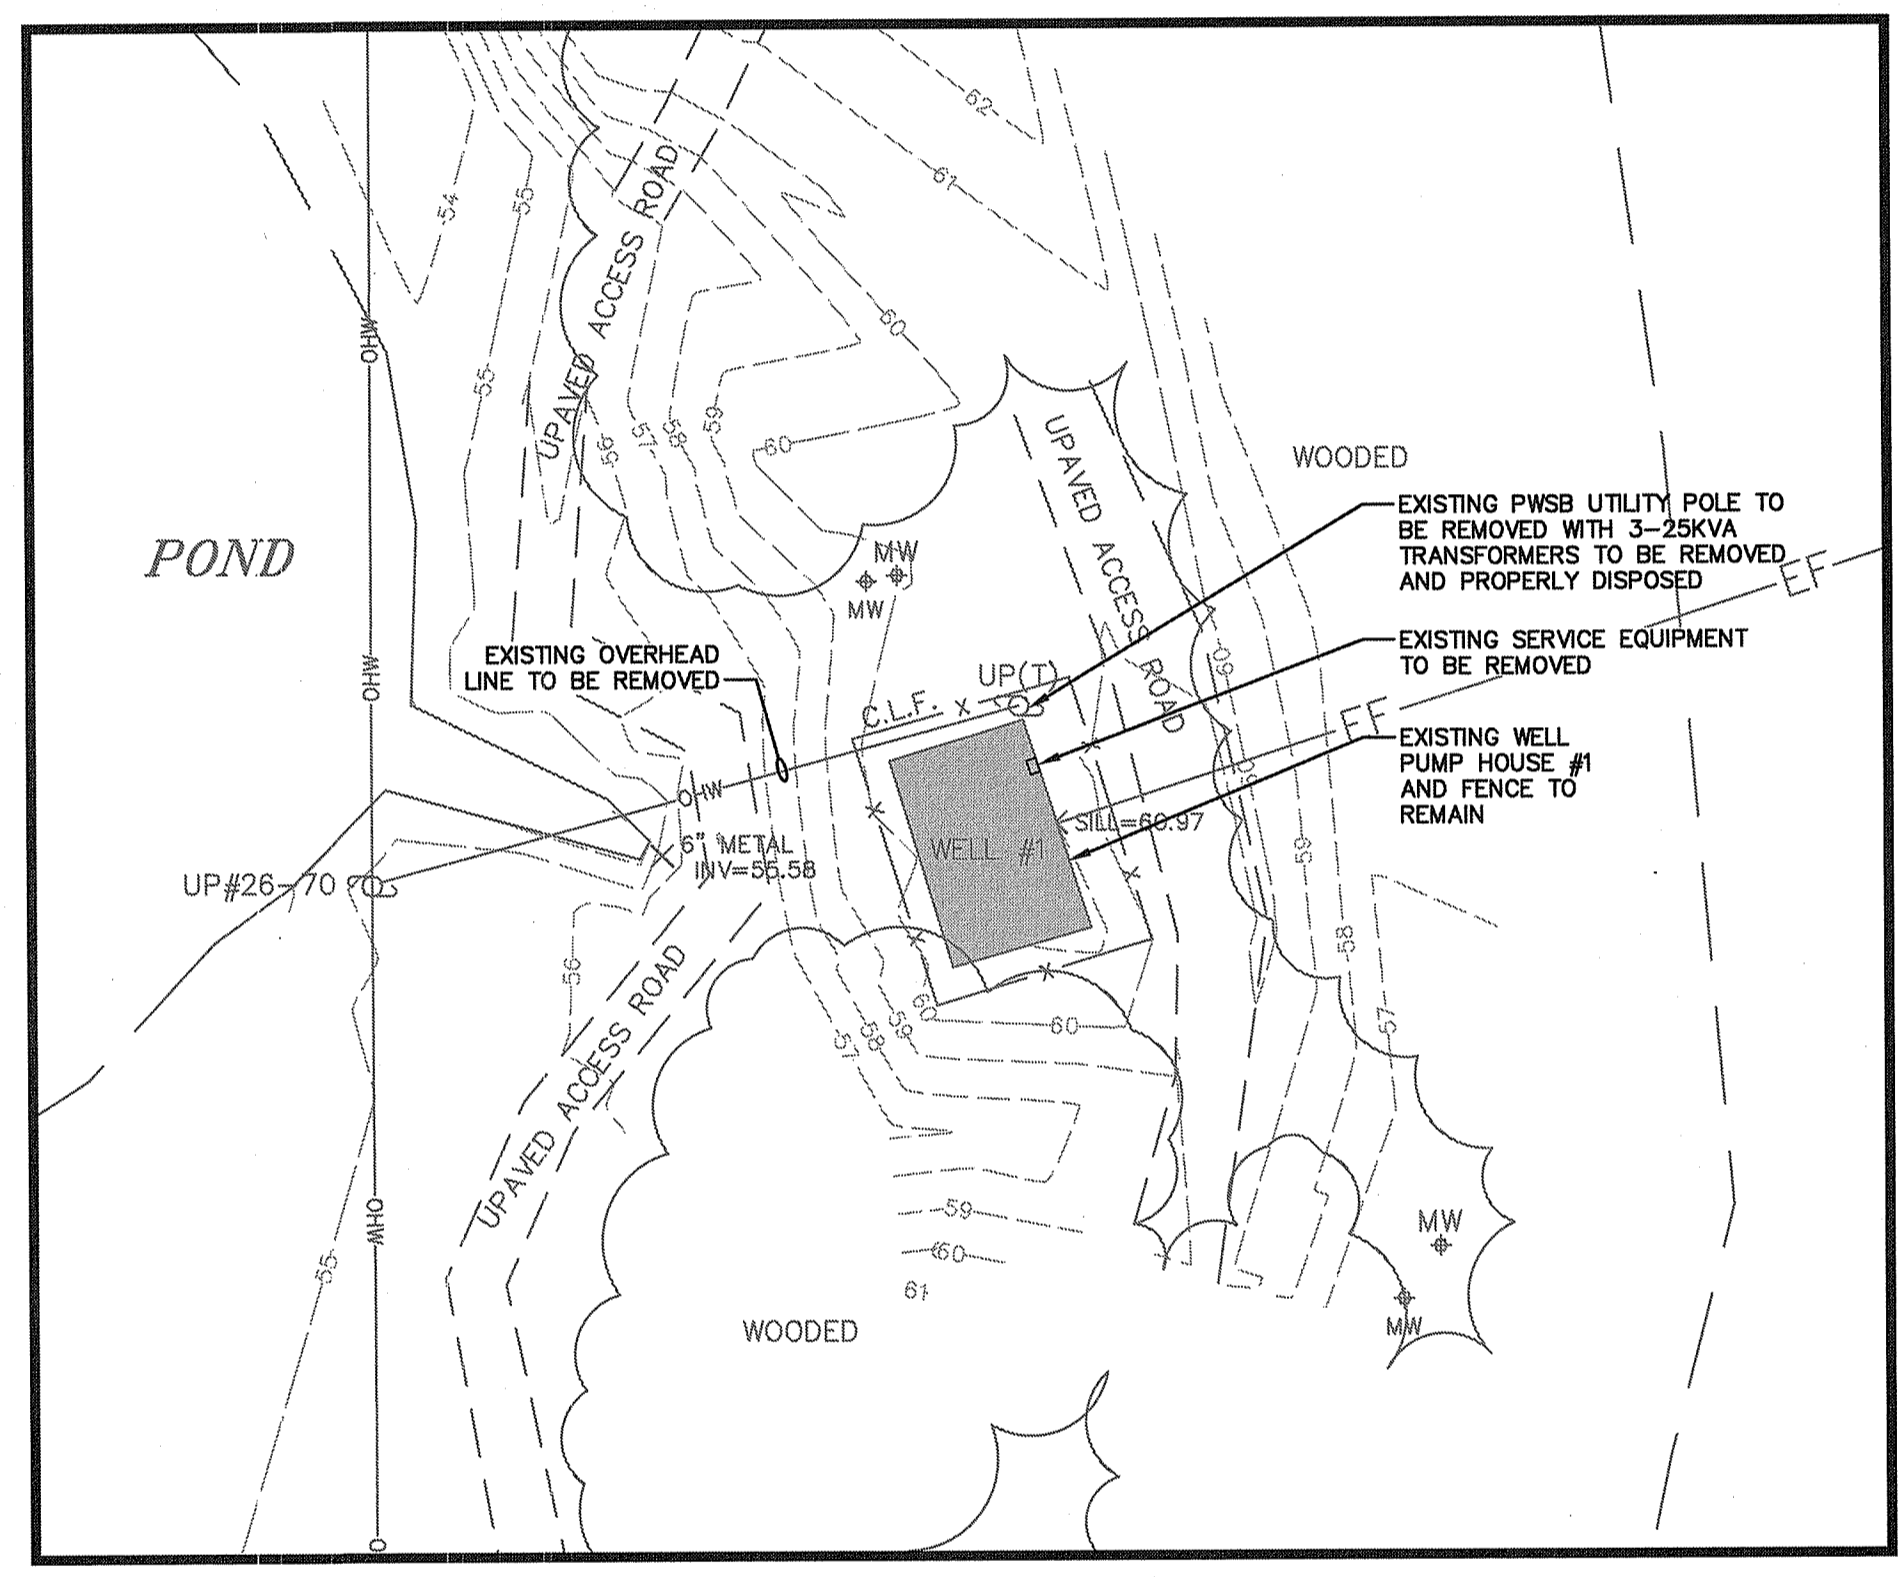 62
61
54
55
UPAVED ACCESS ROAD
OHW
60
55
56
57
58
59
60
UPAVED ACCESS ROAD
WOODED
EXISTING PWSB UTILITY POLE TO
BE REMOVED WITH 3-25KVA
TRANSFORMERS TO BE REMOVED
AND PROPERLY DISPOSED
EF
POND
MW
MW
EXISTING OVERHEAD
LINE TO BE REMOVED
OHW
UP(T)
C.L.F.
X
60
EXISTING SERVICE EQUIPMENT
TO BE REMOVED
EF
EXISTING WELL
PUMP HOUSE #1
AND FENCE TO
REMAIN
X
OHW
X
SILL=60.97
6" METAL
INV=55.58
WELL #1
59
X
UP#26-70
X
X
58
56
UPAVED ACCESS ROAD
57
58
59
60
60
57
59
60
61
OHW
55
MW
MW
WOODED
O